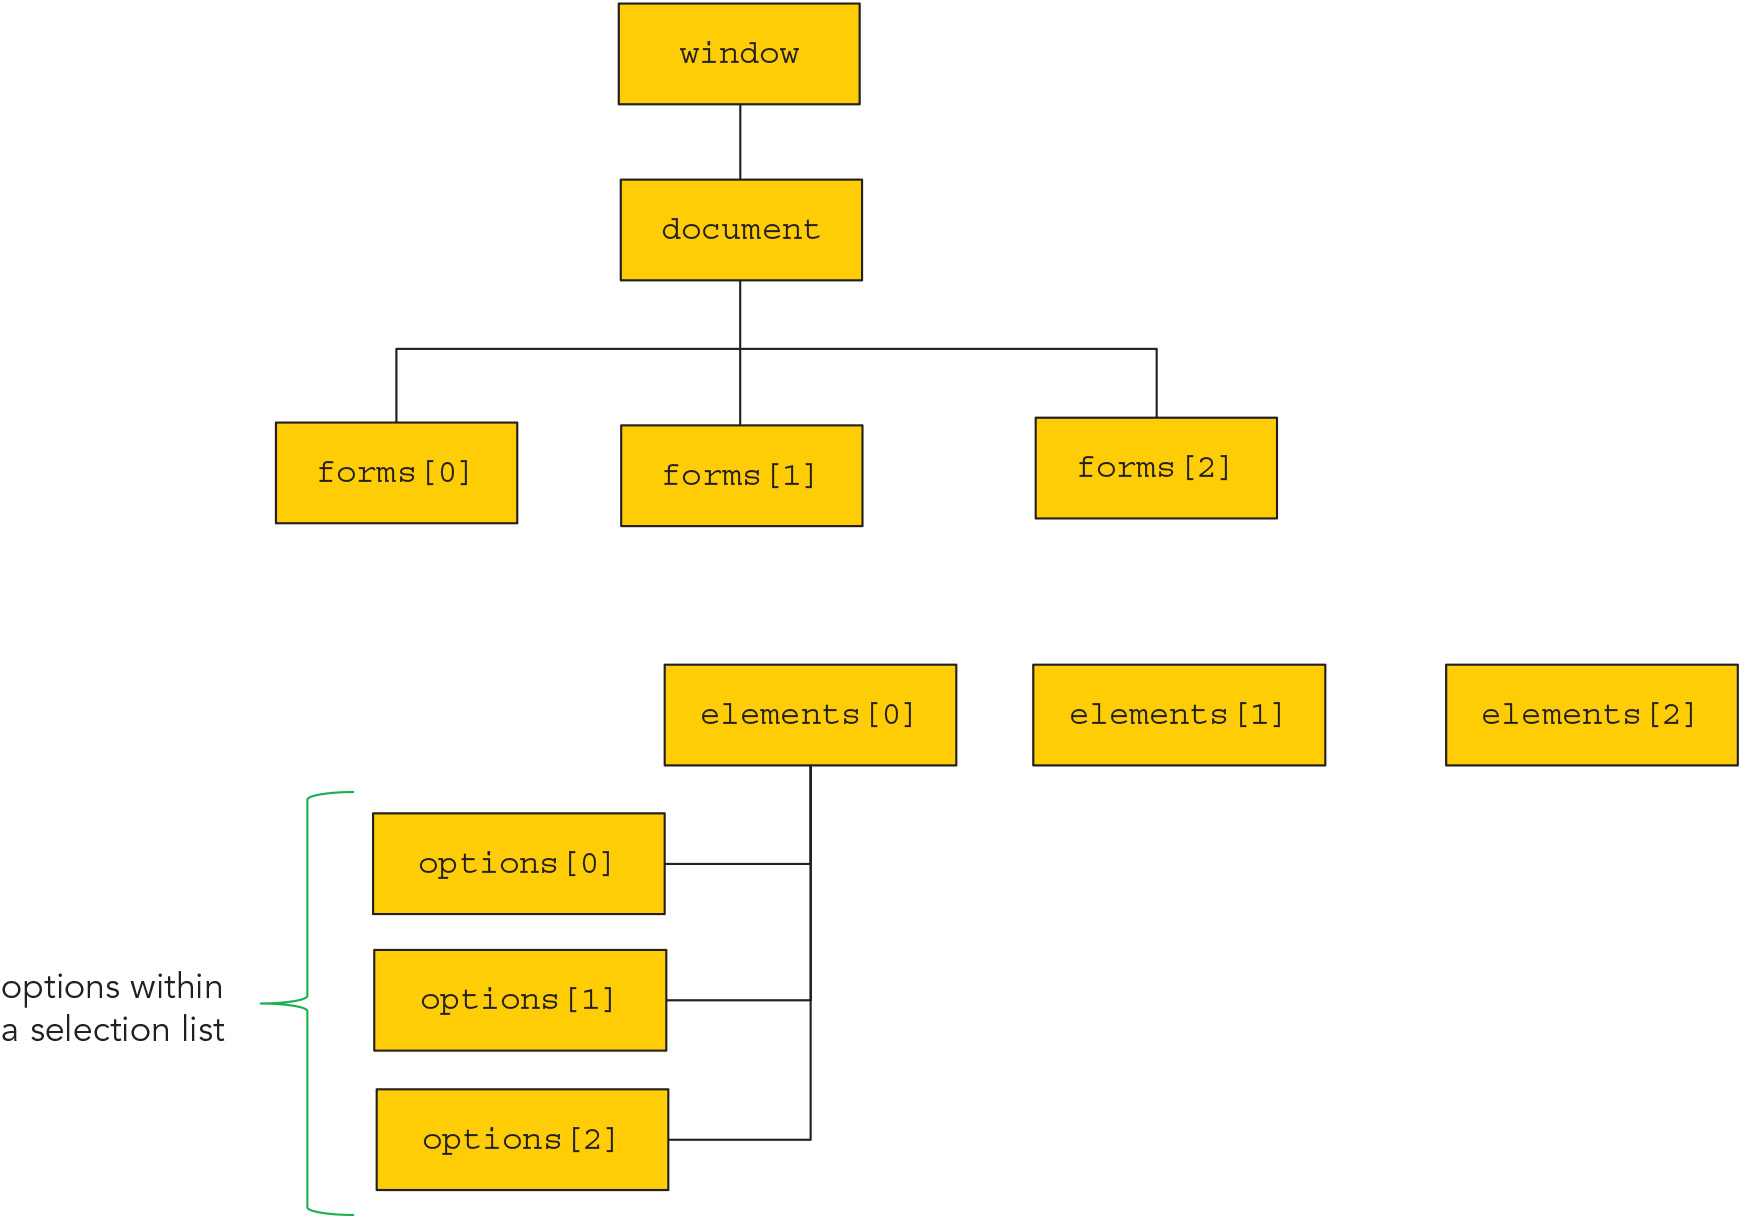 window
document
forms[0]
forms[1]
forms[2]
elements[0]
elements[1]
elements[2]
options[0]
options[1]
options[2]
options within
a selection list